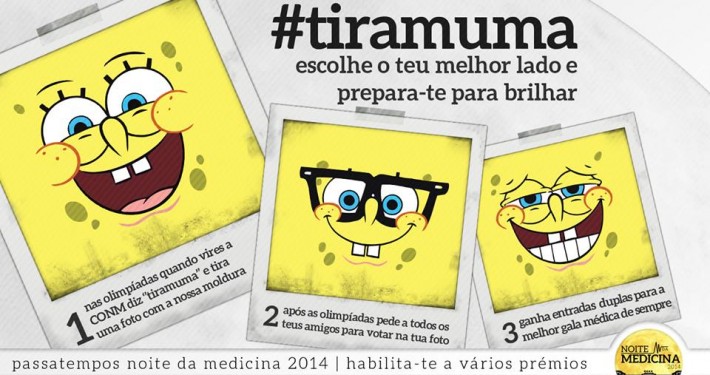 #tiramuma
escolhe o teu melhor lado e
prepara-te para brilhar
1 nas olimpíadas quando vires a
CONM diz "tiramuma" e tira
uma foto com a nossa moldura
2 após as olimpíadas pede a todos os
teus amigos para votar na tua foto
3 ganha entradas duplas para a
melhor gala médica de sempre
passatempos noite da medicina 2014 | habilita-te a vários prémios
NOITE
MEDICINA
2014